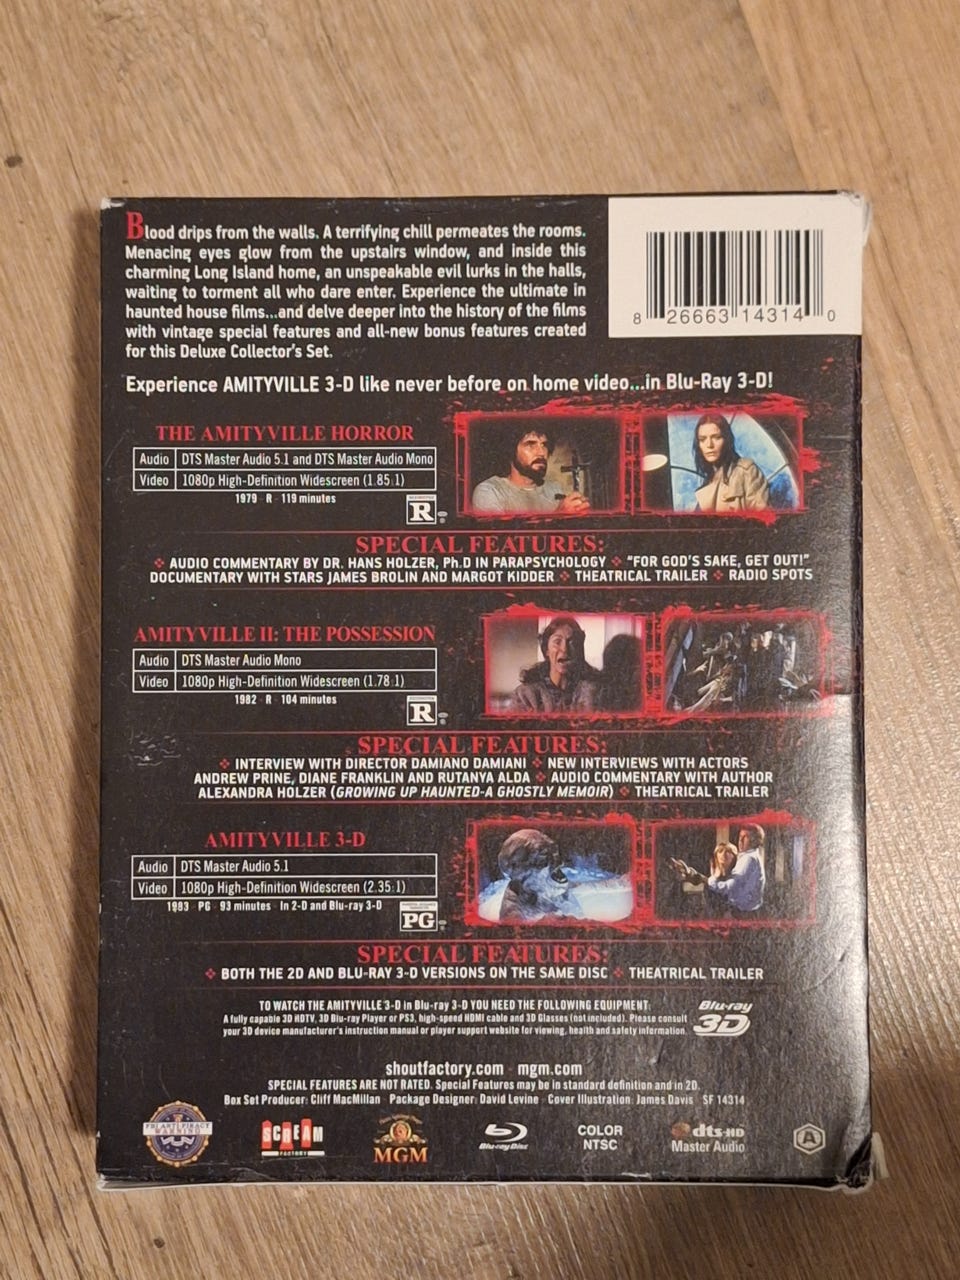 Blood drips from the walls. A terrifying chill permeates the rooms.
Menacing eyes glow from the upstairs window, and inside this
charming Long Island home, an unspeakable evil lurks in the halls,
waiting to torment all who dare enter. Experience the ultimate in
haunted house films...and delve deeper into the history of the films
with vintage special features and all-new bonus features created
for this Deluxe Collector's Set.
8 26663 14314 0
Experience AMITYVILLE 3-D like never before on home video...in Blu-Ray 3-D!
THE AMITYVILLE HORROR
Audio DTS Master Audio 5.1 and DTS Master Audio Mono
Video 1080p High-Definition Widescreen (1.85:1)
1979 R 119 minutes
R
SPECIAL FEATURES:
AUDIO COMMENTARY BY DR. HANS HOLZER, Ph.D IN PARAPSYCHOLOGY "FOR GOD'S SAKE, GET OUT!"
DOCUMENTARY WITH STARS JAMES BROLIN AND MARGOT KIDDER THEATRICAL TRAILER RADIO SPOTS
AMITYVILLE II: THE POSSESSION
Audio DTS Master Audio Mono
Video 1080p High-Definition Widescreen (1.78:1)
1982 R 104 minutes
R
SPECIAL FEATURES:
INTERVIEW WITH DIRECTOR DAMIANO DAMIANI NEW INTERVIEWS WITH ACTORS
ANDREW PRINE, DIANE FRANKLIN AND RUTANYA ALDA AUDIO COMMENTARY WITH AUTHOR
ALEXANDRA HOLZER (GROWING UP HAUNTED-A GHOSTLY MEMOIR) THEATRICAL TRAILER
AMITYVILLE 3-D
Audio DTS Master Audio 5.1
Video 1080p High-Definition Widescreen (2.35:1)
1983 PG 93 minutes In 2-D and Blu-ray 3-D
PG
SPECIAL FEATURES:
BOTH THE 2D AND BLU-RAY 3-D VERSIONS ON THE SAME DISC THEATRICAL TRAILER
TO WATCH THE AMITYVILLE 3-D in Blu-ray 3-D YOU NEED THE FOLLOWING EQUIPMENT:
A fully capable 3D HDTV, 3D Blu-ray Player or PS3, high-speed HDMI cable and 3D Glasses (not included). Please consult
your 3D device manufacturer's instruction manual or player support website for viewing, health and safety information.
Blu-ray
3D
shoutfactory.com mgm.com
SPECIAL FEATURES ARE NOT RATED. Special Features may be in standard definition and in 2D.
Box Set Producer: Cliff MacMillan Package Designer: David Levine Cover Illustration: James Davis SF 14314
FBI ANTI-PIRACY
WARNING
SCREAM
FACTORY
MGM
Blu-ray Disc
COLOR
NTSC
dts-HD
Master Audio
A